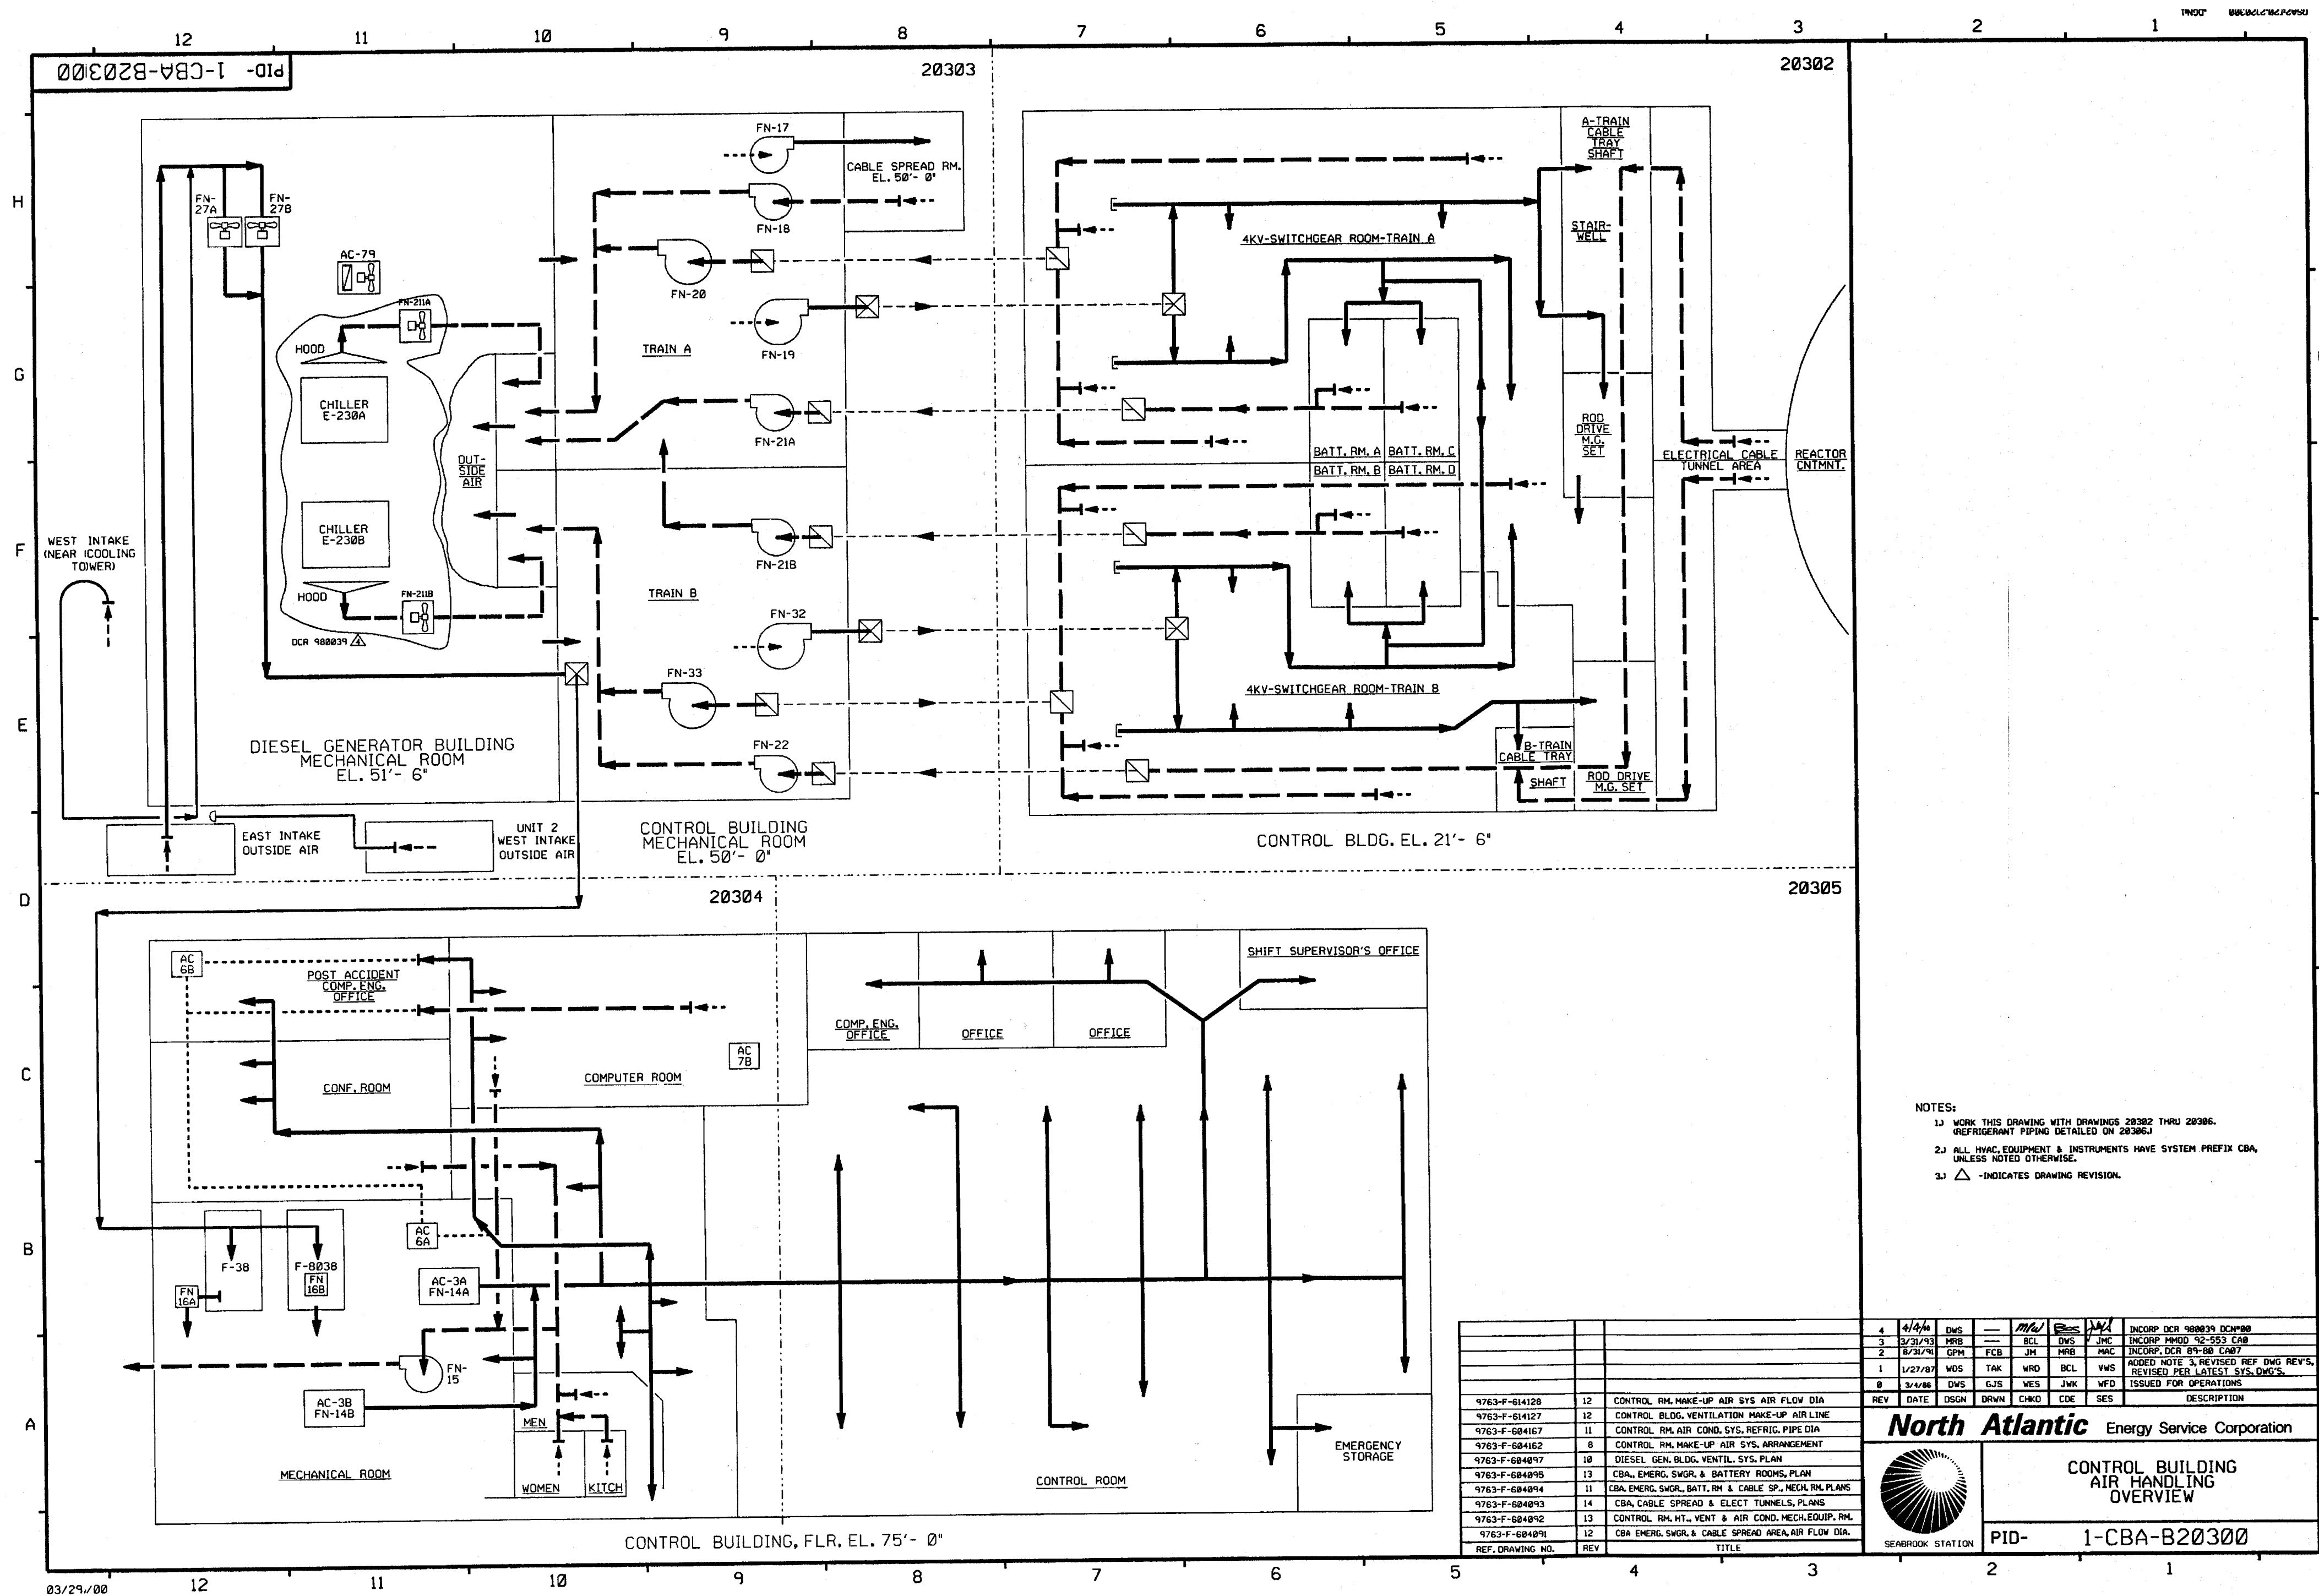 12 11 10 9 8 7 6 5 4 3 2 1
PID- 1-CBA-B20300
20303
20302
H
G
F
E
D
C
B
A
FN-17
CABLE SPREAD RM.
EL. 50'- 0"
FN-18
FN-
27A
FN-
27B
AC-79
FN-20
FN-211A
HOOD
FN-19
TRAIN A
CHILLER
E-230A
FN-21A
OUT-
SIDE
AIR
CHILLER
E-230B
FN-21B
HOOD
FN-211B
TRAIN B
DCR 980039 4
FN-32
FN-33
FN-22
WEST INTAKE
(NEAR (COOLING
TOWER)
DIESEL GENERATOR BUILDING
MECHANICAL ROOM
EL. 51'- 6"
EAST INTAKE
OUTSIDE AIR
UNIT 2
WEST INTAKE
OUTSIDE AIR
CONTROL BUILDING
MECHANICAL ROOM
EL. 50'- 0"
A-TRAIN
CABLE
TRAY
SHAFT
4KV-SWITCHGEAR ROOM-TRAIN A
STAIR-
WELL
ROD
DRIVE
M.G.
SET
BATT. RM. A BATT. RM. C
BATT. RM. B BATT. RM. D
ELECTRICAL CABLE
TUNNEL AREA
REACTOR
CNTMNT.
4KV-SWITCHGEAR ROOM-TRAIN B
B-TRAIN
CABLE TRAY
SHAFT
ROD DRIVE
M.G. SET
CONTROL BLDG. EL. 21'- 6"
20304
20305
AC
6B
POST ACCIDENT
COMP. ENG.
OFFICE
CONF. ROOM
COMPUTER ROOM
AC
7B
COMP. ENG.
OFFICE
OFFICE
OFFICE
SHIFT SUPERVISOR'S OFFICE
AC
6A
F-38
F-8038
FN
16B
FN
16A
AC-3A
FN-14A
FN-
15
AC-3B
FN-14B
MEN
WOMEN
KITCH
MECHANICAL ROOM
CONTROL ROOM
EMERGENCY
STORAGE
CONTROL BUILDING, FLR. EL. 75'- 0"
NOTES:
1.) WORK THIS DRAWING WITH DRAWINGS 20302 THRU 20306.
(REFRIGERANT PIPING DETAILED ON 20306.)
2.) ALL HVAC, EQUIPMENT & INSTRUMENTS HAVE SYSTEM PREFIX CBA,
UNLESS NOTED OTHERWISE.
3.) -INDICATES DRAWING REVISION.
9763-F-614128 12 CONTROL RM. MAKE-UP AIR SYS AIR FLOW DIA
9763-F-614127 12 CONTROL BLDG. VENTILATION MAKE-UP AIR LINE
9763-F-604167 11 CONTROL RM. AIR COND. SYS. REFRIG. PIPE DIA
9763-F-604162 8 CONTROL RM. MAKE-UP AIR SYS. ARRANGEMENT
9763-F-604097 10 DIESEL GEN. BLDG. VENTIL. SYS. PLAN
9763-F-604095 13 CBA., EMERG. SWGR. & BATTERY ROOMS, PLAN
9763-F-604094 11 CBA, EMERG. SWGR., BATT. RM & CABLE SP., MECH. RM. PLANS
9763-F-604093 14 CBA, CABLE SPREAD & ELECT TUNNELS, PLANS
9763-F-604092 13 CONTROL RM. HT., VENT & AIR COND. MECH. EQUIP. RM.
9763-F-604091 12 CBA EMERG. SWGR. & CABLE SPREAD AREA, AIR FLOW DIA.
REF. DRAWING NO. REV TITLE
4 DWS — DWS INCORP DCR 980039 DCN#00
3 3/31/93 MRB — BCL DWS JMC INCORP MMOD 92-553 CA0
2 8/31/91 GPM FCB JM MRB MAC INCORP. DCR 89-80 CA07
1 1/27/87 WDS TAK WRD BCL VWS ADDED NOTE 3, REVISED REF DWG REV'S,
REVISED PER LATEST SYS. DWG'S.
0 3/4/86 DWS GJS WES JWK WFD ISSUED FOR OPERATIONS
REV DATE DSGN DRWN CHKD CDE SES DESCRIPTION
North Atlantic Energy Service Corporation
SEABROOK STATION
CONTROL BUILDING
AIR HANDLING
OVERVIEW
PID- 1-CBA-B20300
12 11 10 9 8 7 6 5 4 3 2 1
03/29/00